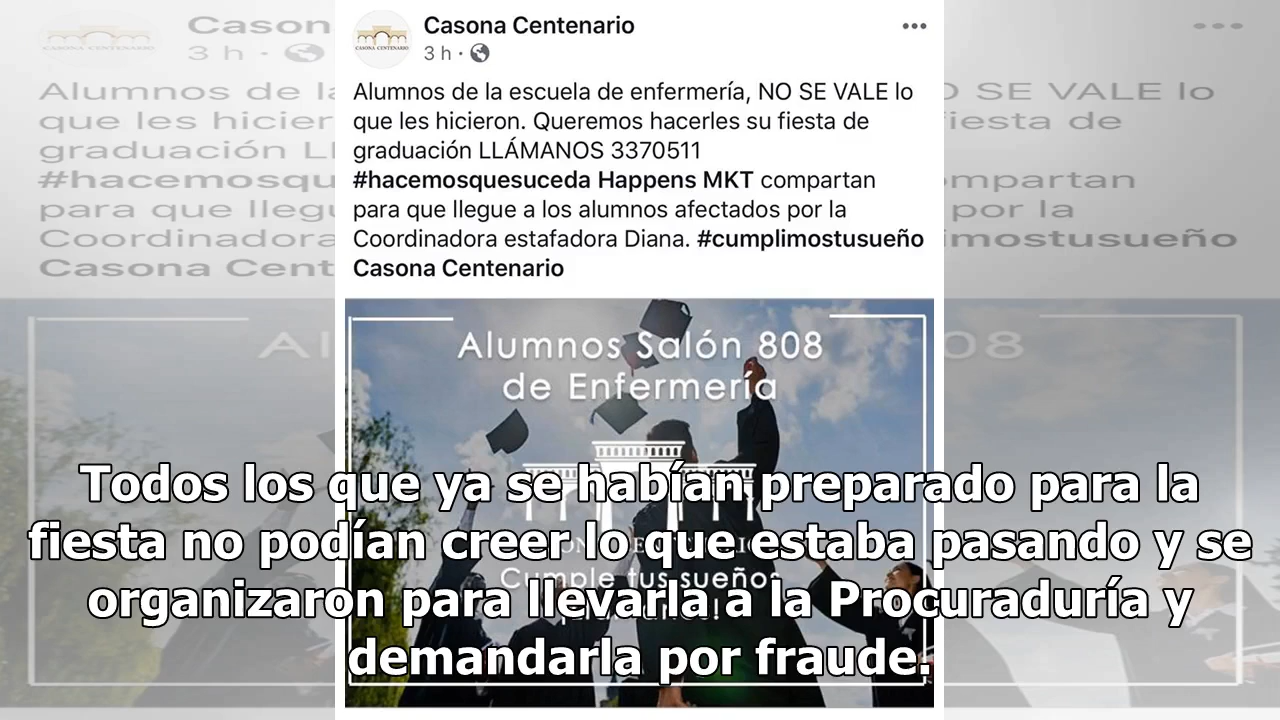 Casona Centenario
3 h ·
Alumnos de la escuela de enfermería, NO SE VALE lo
que les hicieron. Queremos hacerles su fiesta de
graduación LLÁMANOS 3370511
#hacemosquesuceda Happens MKT compartan
para que llegue a los alumnos afectados por la
Coordinadora estafadora Diana. #cumplimostusueño
Casona Centenario
CASONA CENTENARIO
Alumnos Salón 808
de Enfermería
Cumple tus sueños
Todos los que ya se habían preparado para la
fiesta no podían creer lo que estaba pasando y se
organizaron para llevarla a la Procuraduría y
demandarla por fraude.